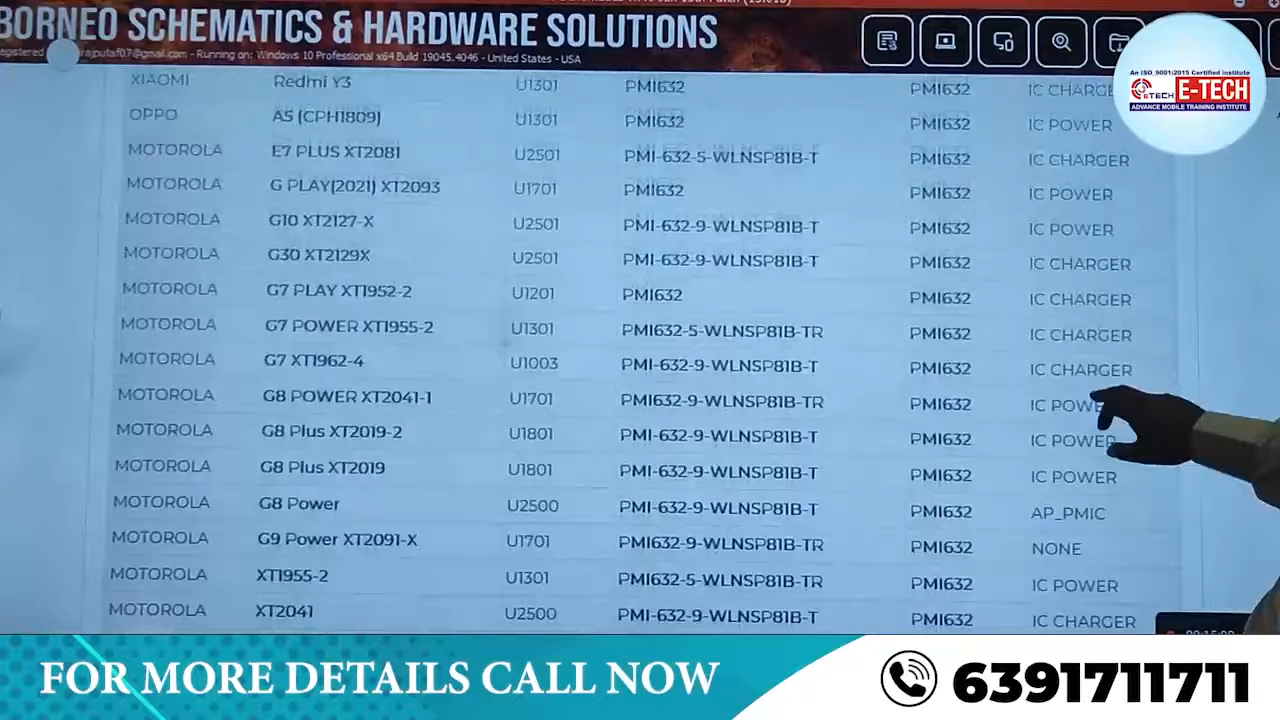 BORNEO SCHEMATICS & HARDWARE SOLUTIONS
rajputaf07@gmail.com - Running on: Windows 10 Professional x64 Build 19045.4046 - United States - USA
An ISO 9001:2015 Certified Institute
ETECH E-TECH
ADVANCE MOBILE TRAINING INSTITUTE
XIAOMI Redmi Y3 U1301 PMI632 PMI632 IC CHARGE
OPPO A5 (CPH1809) U1301 PMI632 PMI632 IC POWER
MOTOROLA E7 PLUS XT2081 U2501 PMI-632-5-WLNSP81B-T PMI632 IC CHARGER
MOTOROLA G PLAY(2021) XT2093 U1701 PMI632 PMI632 IC POWER
MOTOROLA G10 XT2127-X U2501 PMI-632-9-WLNSP81B-T PMI632 IC POWER
MOTOROLA G30 XT2129X U2501 PMI-632-9-WLNSP81B-T PMI632 IC CHARGER
MOTOROLA G7 PLAY XT1952-2 U1201 PMI632 PMI632 IC CHARGER
MOTOROLA G7 POWER XT1955-2 U1301 PMI632-5-WLNSP81B-TR PMI632 IC CHARGER
MOTOROLA G7 XT1962-4 U1003 PMI-632-9-WLNSP81B-T PMI632 IC CHARGER
MOTOROLA G8 POWER XT2041-1 U1701 PMI632-9-WLNSP81B-TR PMI632 IC POWE
MOTOROLA G8 Plus XT2019-2 U1801 PMI-632-9-WLNSP81B-T PMI632 IC POWER
MOTOROLA G8 Plus XT2019 U1801 PMI-632-9-WLNSP81B-T PMI632 IC POWER
MOTOROLA G8 Power U2500 PMI-632-9-WLNSP81B-T PMI632 AP_PMIC
MOTOROLA G9 Power XT2091-X U1701 PMI632-9-WLNSP81B-TR PMI632 NONE
MOTOROLA XT1955-2 U1301 PMI632-5-WLNSP81B-TR PMI632 IC POWER
MOTOROLA XT2041 U2500 PMI-632-9-WLNSP81B-T PMI632 IC CHARGER
FOR MORE DETAILS CALL NOW 6391711711